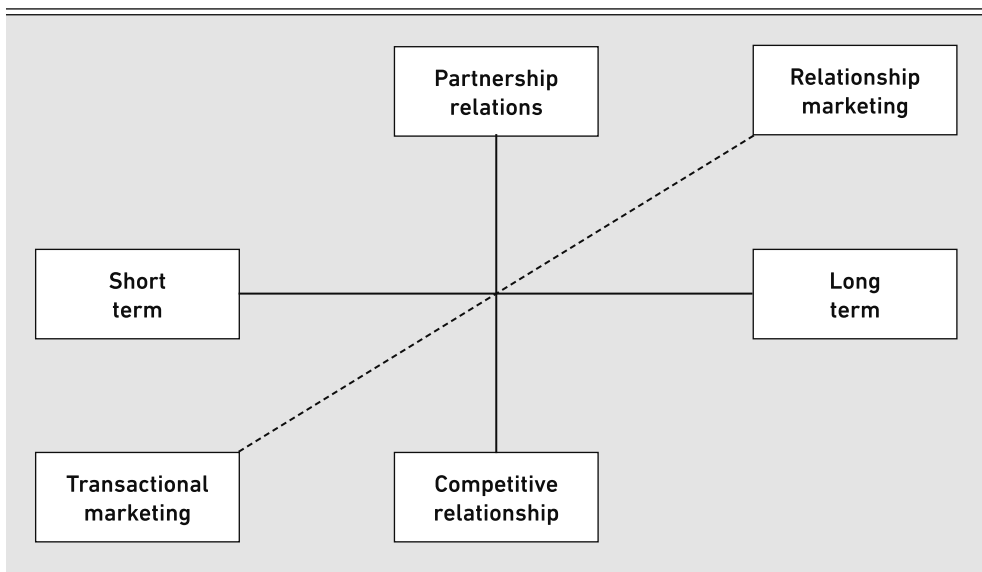 Partnership
relations
Relationship
marketing
Short
term
Long
term
Transactional
marketing
Competitive
relationship